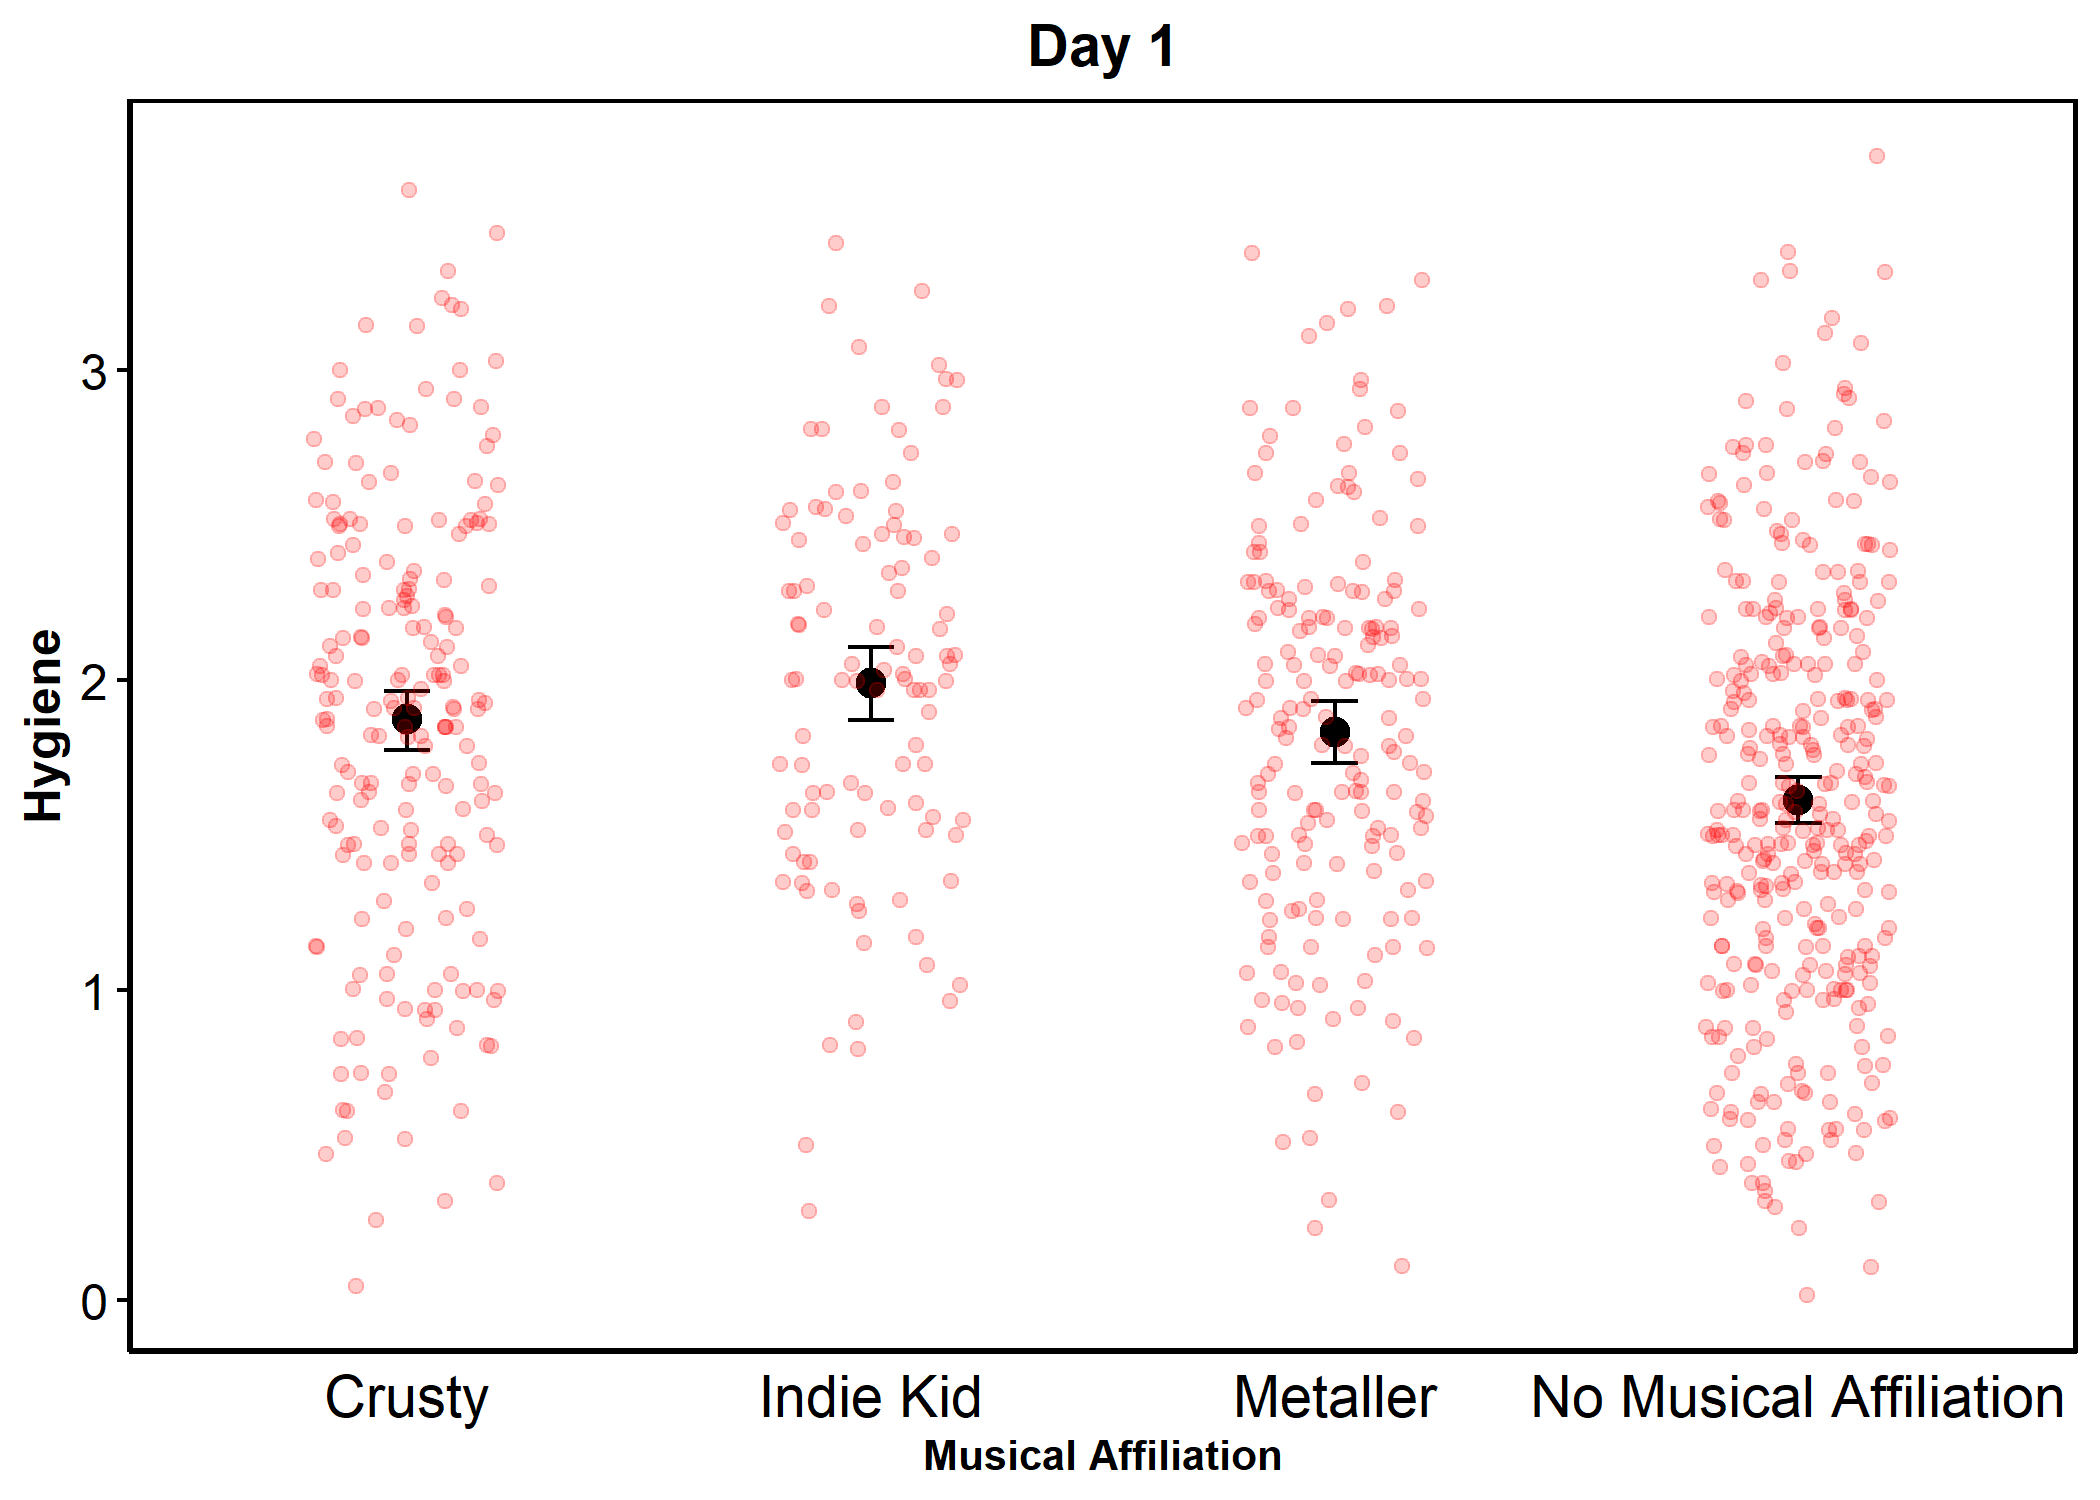 Day 1
Hygiene
3
2
1
0
Crusty Indie Kid Metaller No Musical Affiliation
Musical Affiliation